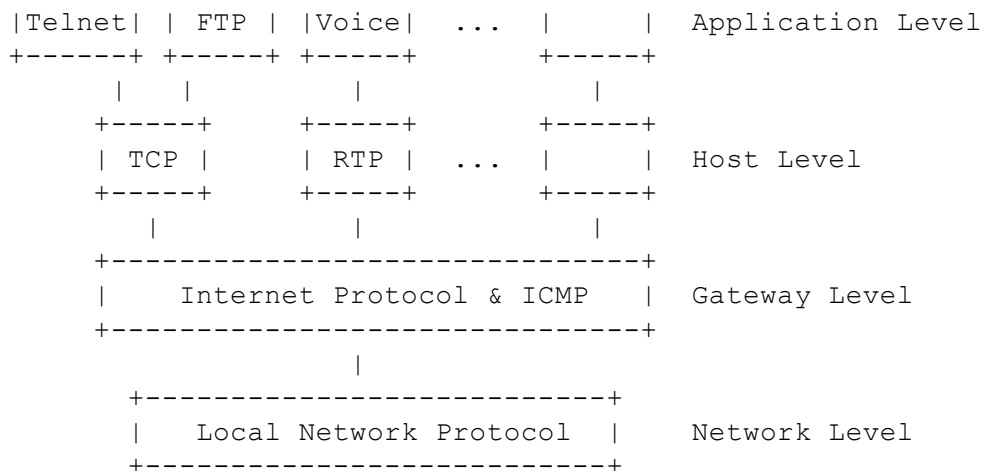 |Telnet| | FTP | |Voice| ... | | Application Level
+------+ +-----+ +-----+ +-----+
| | | |
+-----+ +-----+ +-----+
| TCP | | RTP | ... | | Host Level
+-----+ +-----+ +-----+
| | |
+-------------------------------+
| Internet Protocol & ICMP | Gateway Level
+-------------------------------+
|
+---------------------------+
| Local Network Protocol | Network Level
+---------------------------+